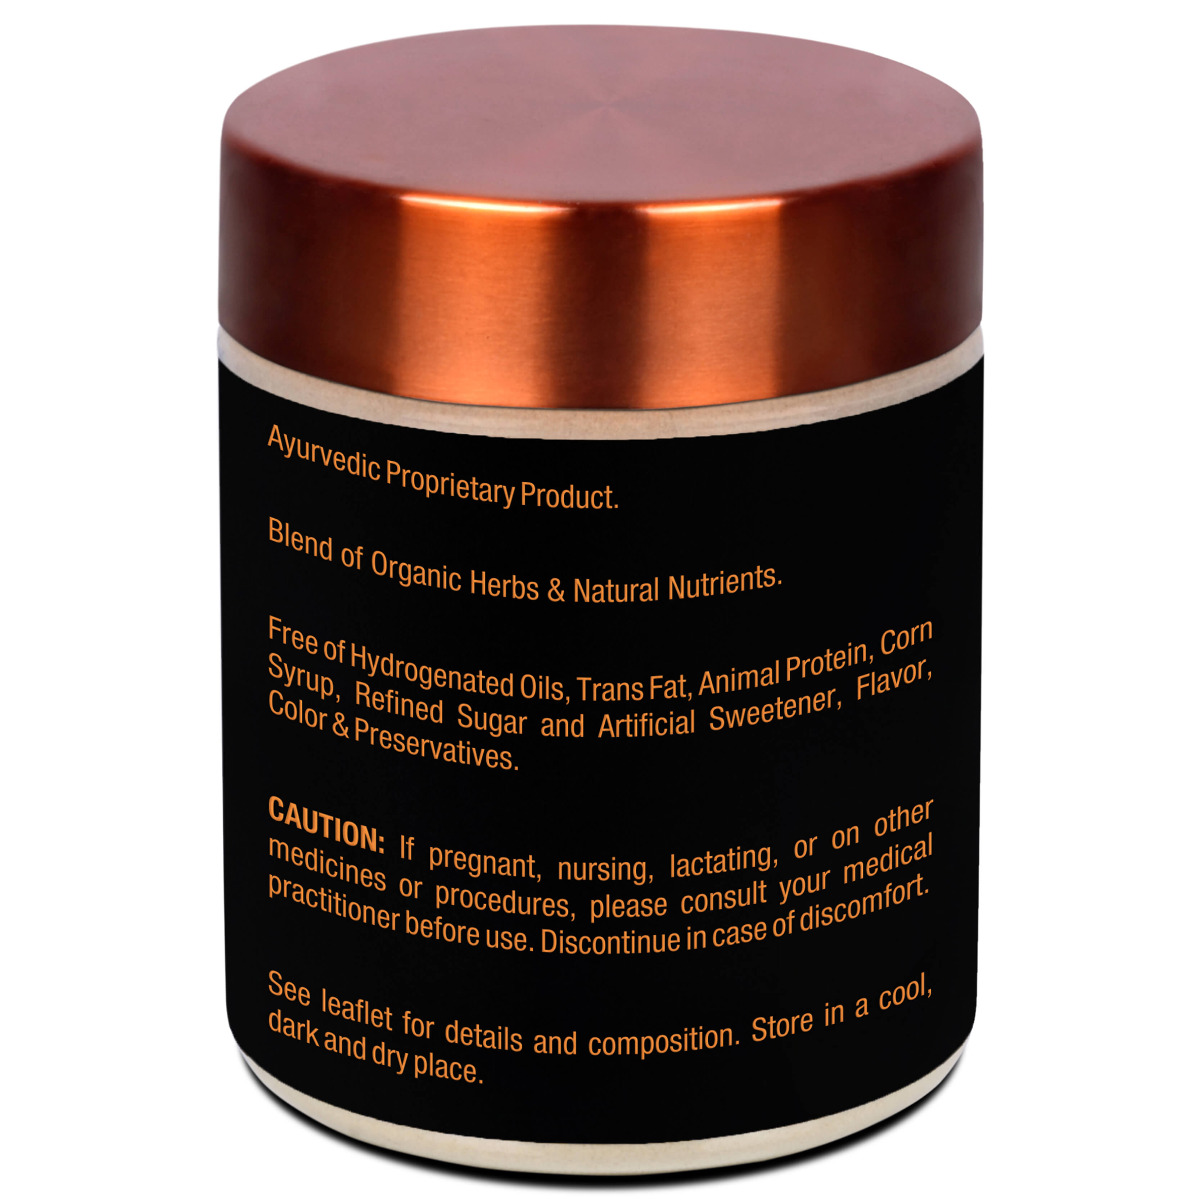 Ayurvedic Proprietary Product.
Blend of Organic Herbs & Natural Nutrients.
Free of Hydrogenated Oils, Trans Fat, Animal Protein, Corn
Syrup, Refined Sugar and Artificial Sweetener, Flavor,
Color & Preservatives.
CAUTION: If pregnant, nursing, lactating, or on other
medicines or procedures, please consult your medical
practitioner before use. Discontinue in case of discomfort.
See leaflet for details and composition. Store in a cool,
dark and dry place.